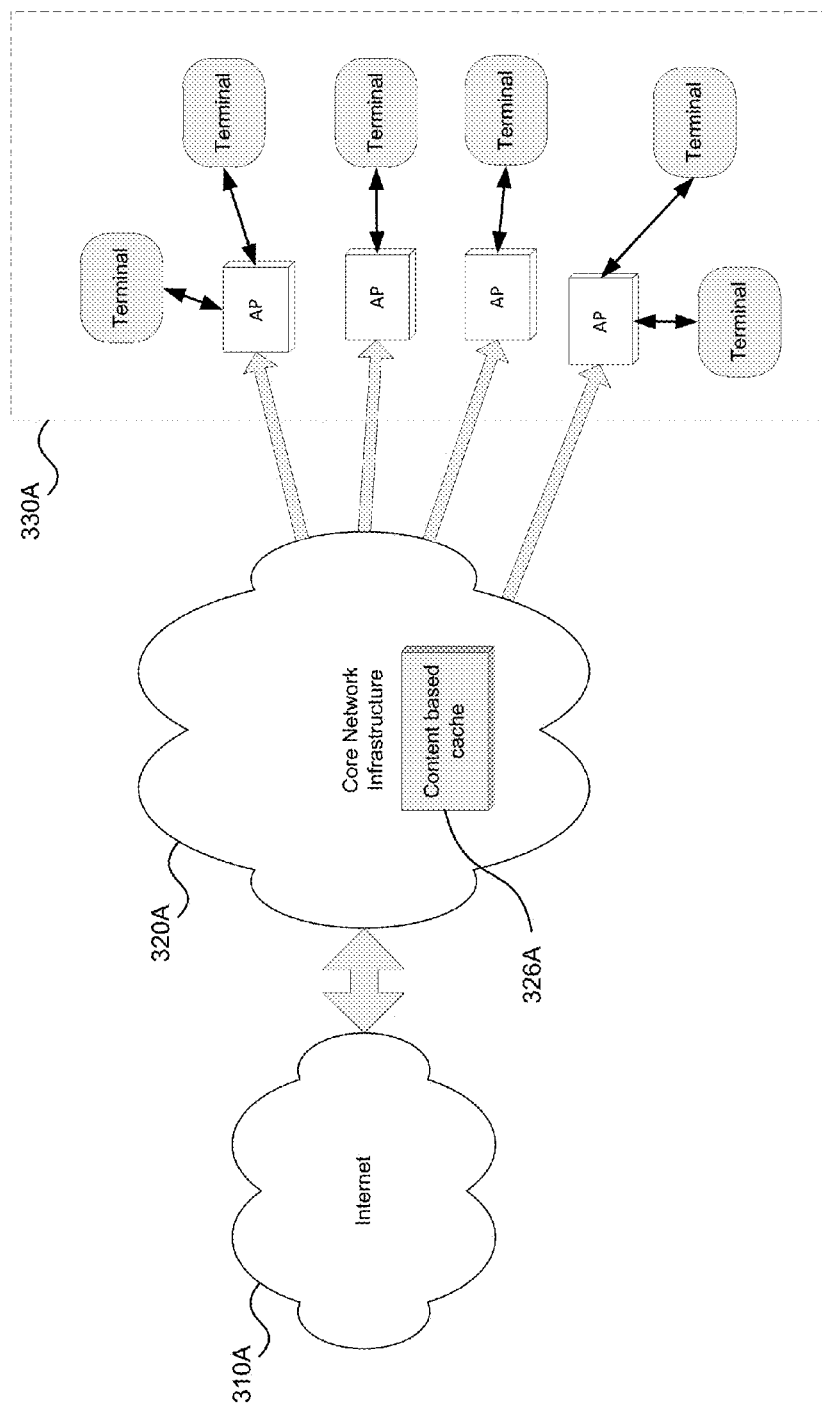 310A
Internet
320A
Core Network
Infrastructure
Content based
cache
326A
330A
AP
AP
AP
AP
Terminal
Terminal
Terminal
Terminal
Terminal
Terminal